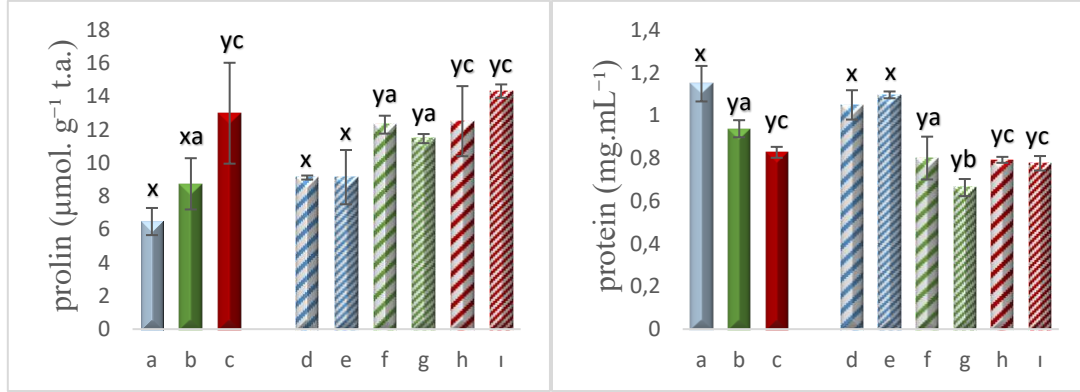 prolin (µmol. g⁻¹ t.a.)
18
16
14
12
10
8
6
4
2
0
x
xa
yc
x
x
ya
ya
yc
yc
a b c d e f g h ı
protein (mg.mL⁻¹)
1,4
1,2
1
0,8
0,6
0,4
0,2
0
x
ya
yc
x
x
ya
yb
yc
yc
a b c d e f g h ı